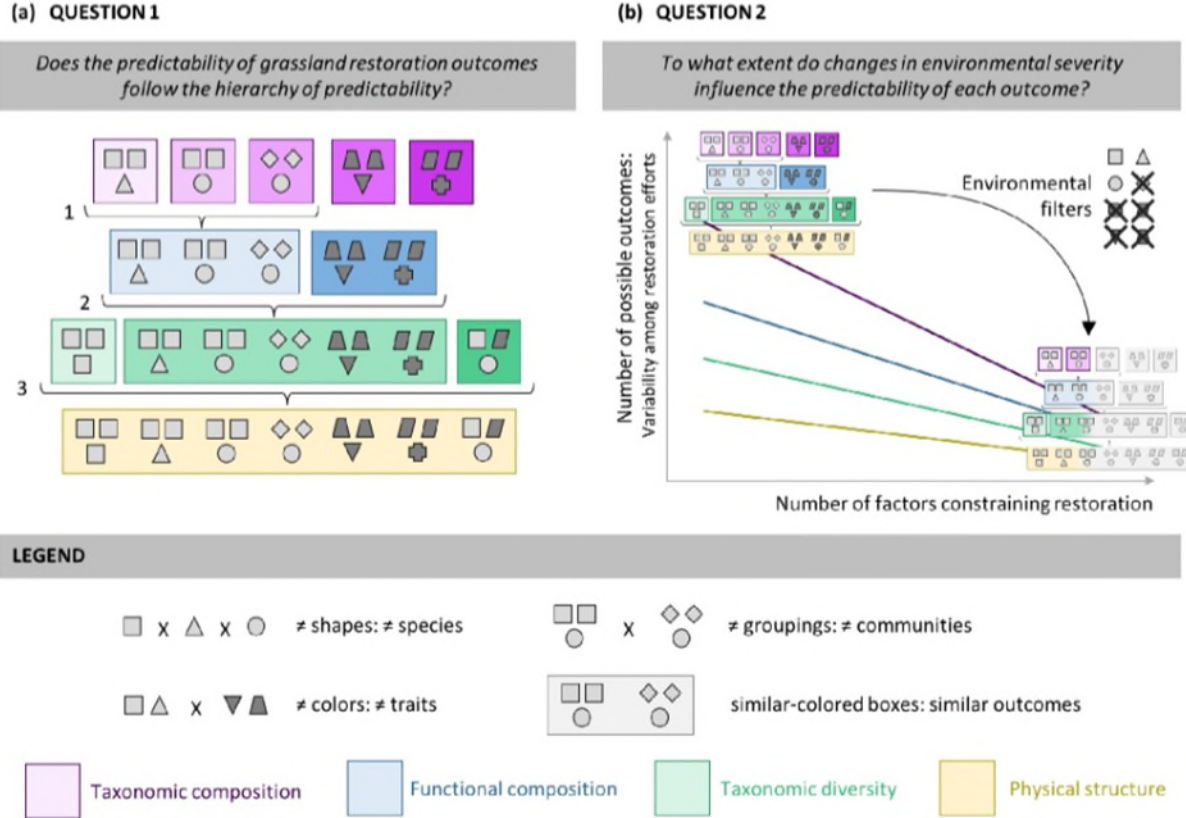 (a) QUESTION 1
Does the predictability of grassland restoration outcomes
follow the hierarchy of predictability?
1
2
3
(b) QUESTION 2
To what extent do changes in environmental severity
influence the predictability of each outcome?
Number of possible outcomes:
Variability among restoration efforts
Environmental
filters
Number of factors constraining restoration
LEGEND
x x ≠ shapes: ≠ species
x ≠ groupings: ≠ communities
x ≠ colors: ≠ traits
similar-colored boxes: similar outcomes
Taxonomic composition
Functional composition
Taxonomic diversity
Physical structure